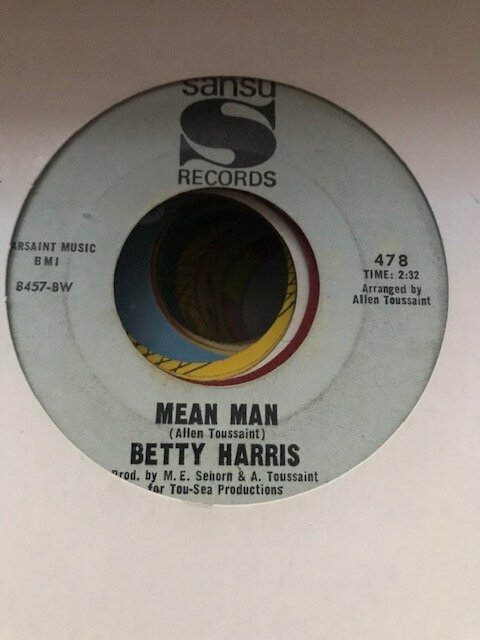 sansu
S
RECORDS
ARSAINT MUSIC
BMI
8457-BW
478
TIME: 2:32
Arranged by
Allen Toussaint
MEAN MAN
(Allen Toussaint)
BETTY HARRIS
Prod. by M. E. Sehorn & A. Toussaint
for Tou-Sea Productions